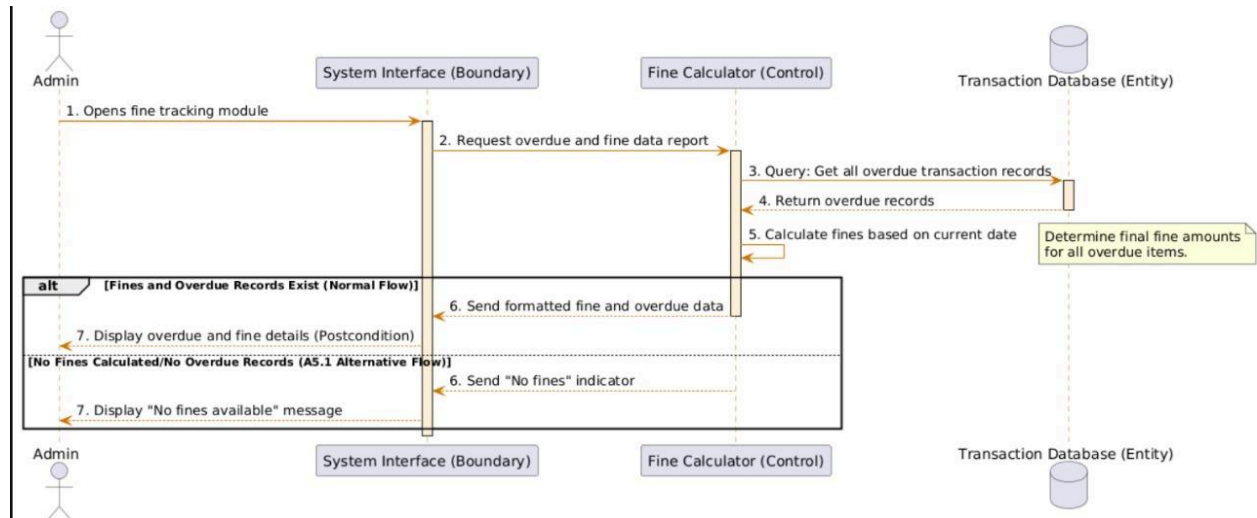 Admin
System Interface (Boundary)
Fine Calculator (Control)
Transaction Database (Entity)
1. Opens fine tracking module
2. Request overdue and fine data report
3. Query: Get all overdue transaction records
4. Return overdue records
5. Calculate fines based on current date
Determine final fine amounts
for all overdue items.
alt
[Fines and Overdue Records Exist (Normal Flow)]
6. Send formatted fine and overdue data
7. Display overdue and fine details (Postcondition)
[No Fines Calculated/No Overdue Records (A5.1 Alternative Flow)]
6. Send "No fines" indicator
7. Display "No fines available" message
Admin
System Interface (Boundary)
Fine Calculator (Control)
Transaction Database (Entity)